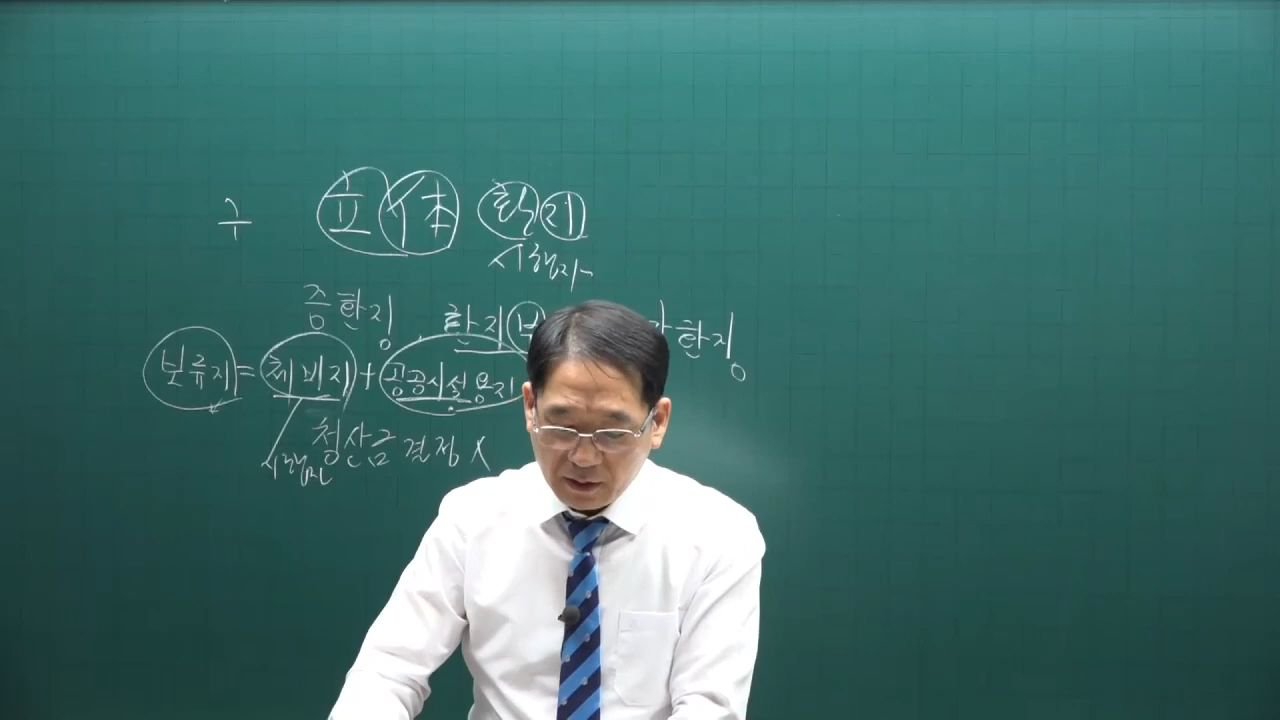 구 立体 환지
시행자
증환지, 환지부 환지
보류지=체비지+공공시설용지
청산금 결정 X
시행자